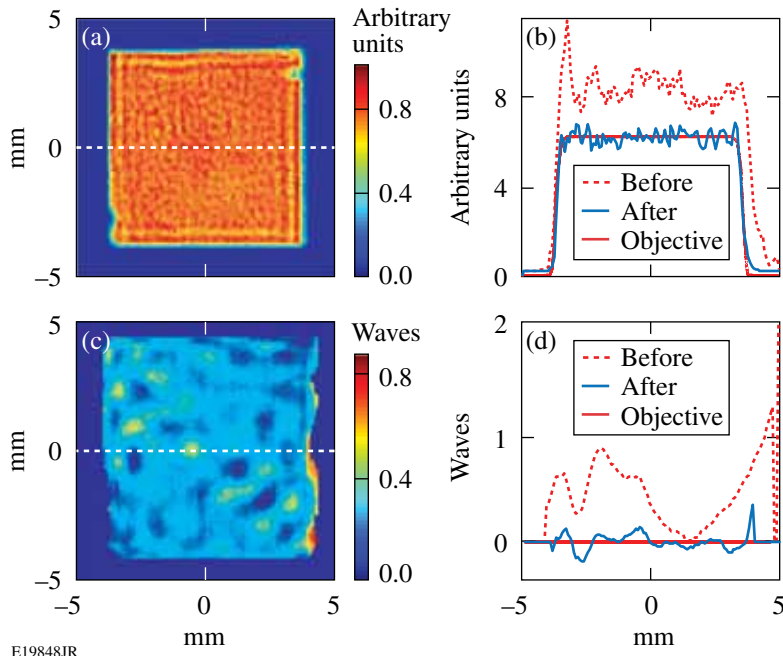 (a)
5
0
−5
mm
Arbitrary
units
0.8
0.4
0.0
(b)
8
4
0
Arbitrary units
Before
After
Objective
(c)
5
0
−5
mm
−5
0
5
mm
Waves
0.8
0.4
0.0
(d)
2
1
0
Waves
Before
After
Objective
−5
0
5
mm
E19848JR